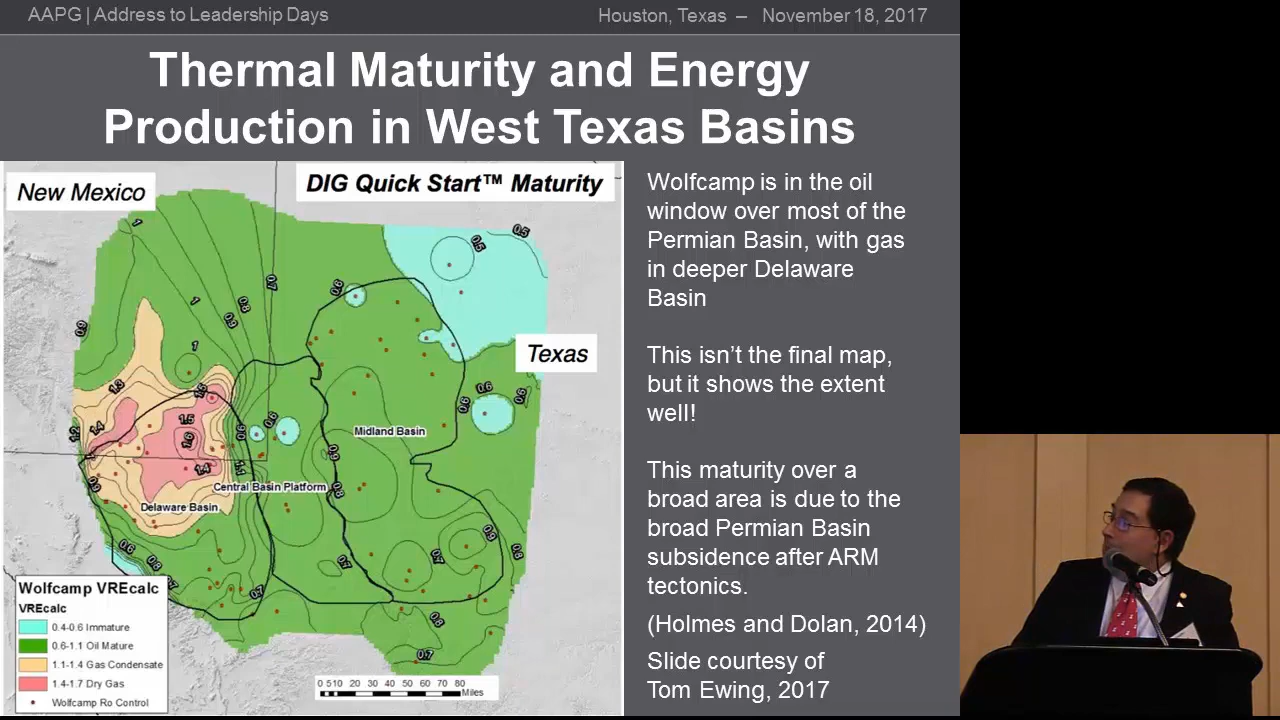 AAPG | Address to Leadership Days
Houston, Texas – November 18, 2017
Thermal Maturity and Energy
Production in West Texas Basins
New Mexico
DIG Quick Start™ Maturity
Texas
Midland Basin
Central Basin Platform
Delaware Basin
Wolfcamp VREcalc
VREcalc
0.4-0.6 Immature
0.6-1.1 Oil Mature
1.1-1.4 Gas Condensate
1.4-1.7 Dry Gas
Wolfcamp Ro Control
0 5 10 20 30 40 50 60 70 80
Miles
Wolfcamp is in the oil
window over most of the
Permian Basin, with gas
in deeper Delaware
Basin
This isn’t the final map,
but it shows the extent
well!
This maturity over a
broad area is due to the
broad Permian Basin
subsidence after ARM
tectonics.
(Holmes and Dolan, 2014)
Slide courtesy of
Tom Ewing, 2017